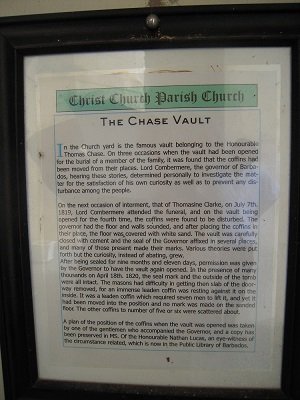 Christ Church Parish Church
THE CHASE VAULT
In the Church yard is the famous vault belonging to the Honourable
Thomas Chase. On three occasions when the vault had been opened
for the burial of a member of the family, it was found that the coffins had
been moved from their places. Lord Combermere, the governor of Barba-
dos, hearing these stories, determined personally to investigate the mat-
ter for the satisfaction of his own curiosity as well as to prevent any dis-
turbance among the people.
On the next occasion of interment, that of Thomasine Clarke, on July 7th.
1819, Lord Combermere attended the funeral, and on the vault being
opened for the fourth time, the coffins were found to be disturbed. The
governor had the floor and walls sounded, and after placing the coffins in
their place, the floor was covered with white sand. The vault was carefully
closed with cement and the seal of the Governor affixed in several places,
and many of those present made their marks. Various theories were put
forth but the curiosity, instead of abating, grew.
After being sealed for nine months and eleven days, permission was given
by the Governor to have the vault again opened. In the presence of many
thousands on April 18th. 1820, the seal mark and the outside of the tomb
were all intact. The masons had difficulty in getting then slab of the door-
way removed, for an immense leaden coffin was resting against it on the
inside. It was a leaden coffin which required seven men to lift it, and yet it
had been moved into the position and no mark was made on the sanded
floor. The other coffins to number of five or six were scattered about.
A plan of the position of the coffins when the vault was opened was taken
by one of the gentlemen who accompanied the Governor, and a copy has
been preserved in MS. Of the Honourable Nathan Lucas, an eye-witness of
the circumstance related, which is now in the Public Library of Barbados.